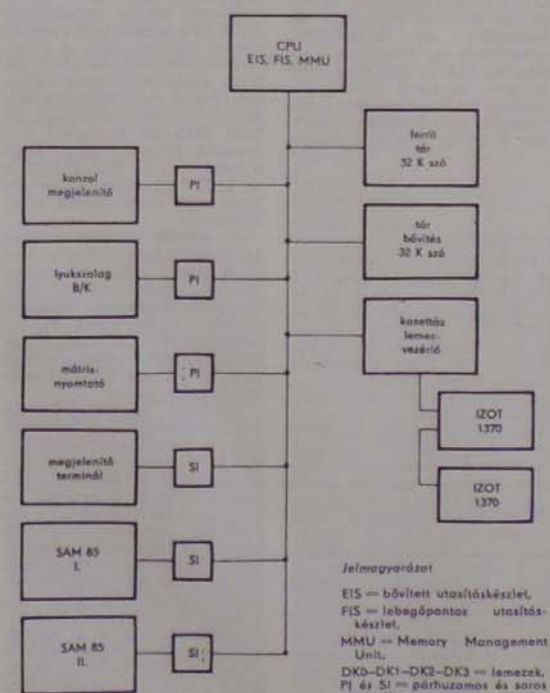 CPU
EIS, FIS, MMU
konzol
megjelenítő
PI
ferrit
tár
32 K szó
lyukszalag
B/K
PI
tár
bővítés
32 K szó
mátrix-
nyomtató
PI
kazettás
lemez-
vezérlő
megjelenítő
terminál
SI
IZOT
1370
IZOT
1370
SAM 85
I.
SI
SAM 85
II.
SI
Jelmagyarázat
EIS = bővített utasításkészlet,
FIS = lebegőpontos utasítás-
készlet,
MMU = Memory Management
Unit,
DK0–DK1–DK2–DK3 = lemezek,
PI és SI = párhuzamos és soros